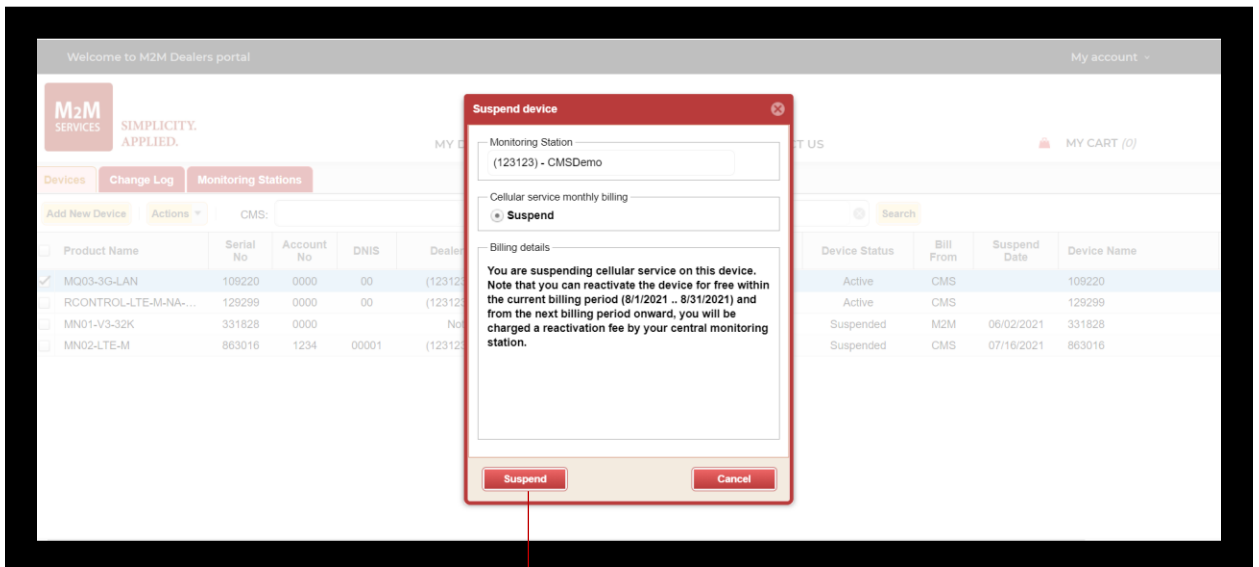 Welcome to M2M Dealers portal
My account
M2M
SERVICES
SIMPLICITY.
APPLIED.
MY D
CT US
MY CART (0)
Devices
Change Log
Monitoring Stations
Add New Device
Actions
CMS:
Search
Product Name Serial No Account No DNIS Dealer Device Status Bill From Suspend Date Device Name
MQ03-3G-LAN 109220 0000 00 (123123 Active CMS 109220
RCONTROL-LTE-M-NA-... 129299 0000 00 (123123 Active CMS 129299
MN01-V3-32K 331828 0000 Not Suspended M2M 06/02/2021 331828
MN02-LTE-M 863016 1234 00001 (123123 Suspended CMS 07/16/2021 863016
Suspend device
Monitoring Station
(123123) - CMSDemo
Cellular service monthly billing
Suspend
Billing details
You are suspending cellular service on this device.
Note that you can reactivate the device for free within
the current billing period (8/1/2021 .. 8/31/2021) and
from the next billing period onward, you will be
charged a reactivation fee by your central monitoring
station.
Suspend
Cancel